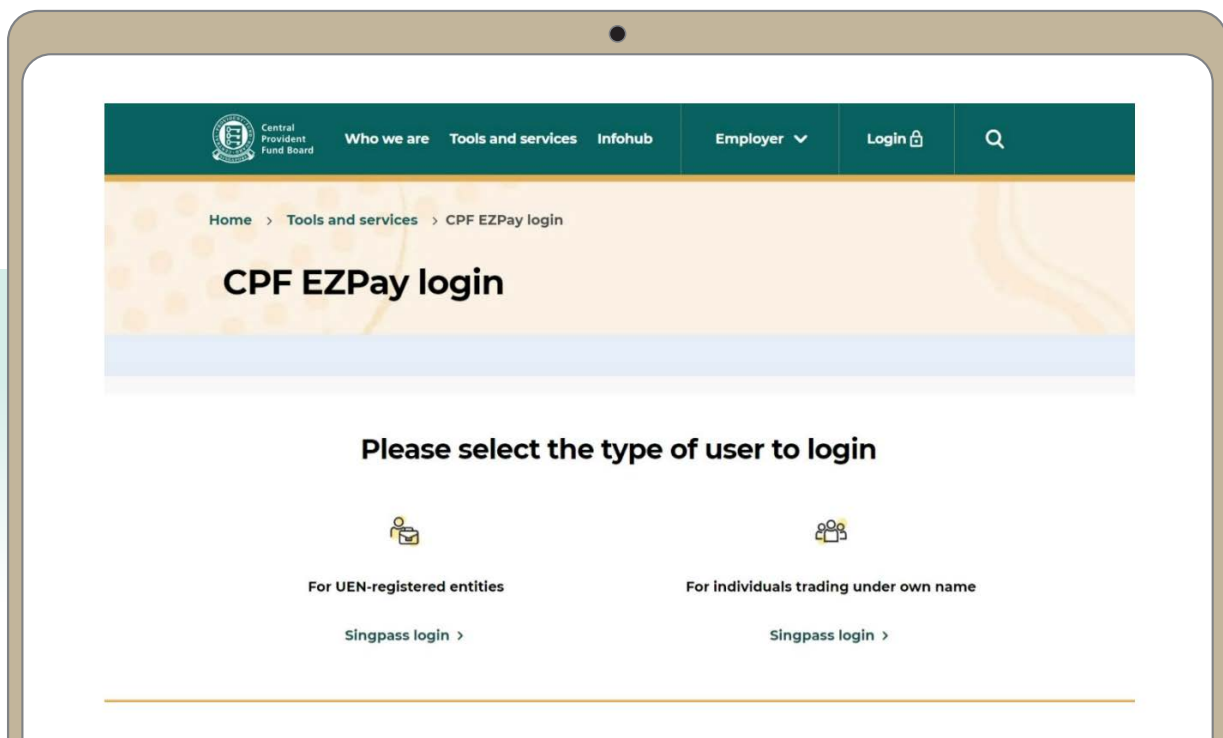 Central
Provident
Fund Board
Who we are Tools and services Infohub Employer Login
Home > Tools and services > CPF EZPay login
CPF EZPay login
Please select the type of user to login
For UEN-registered entities
For individuals trading under own name
Singpass login >
Singpass login >